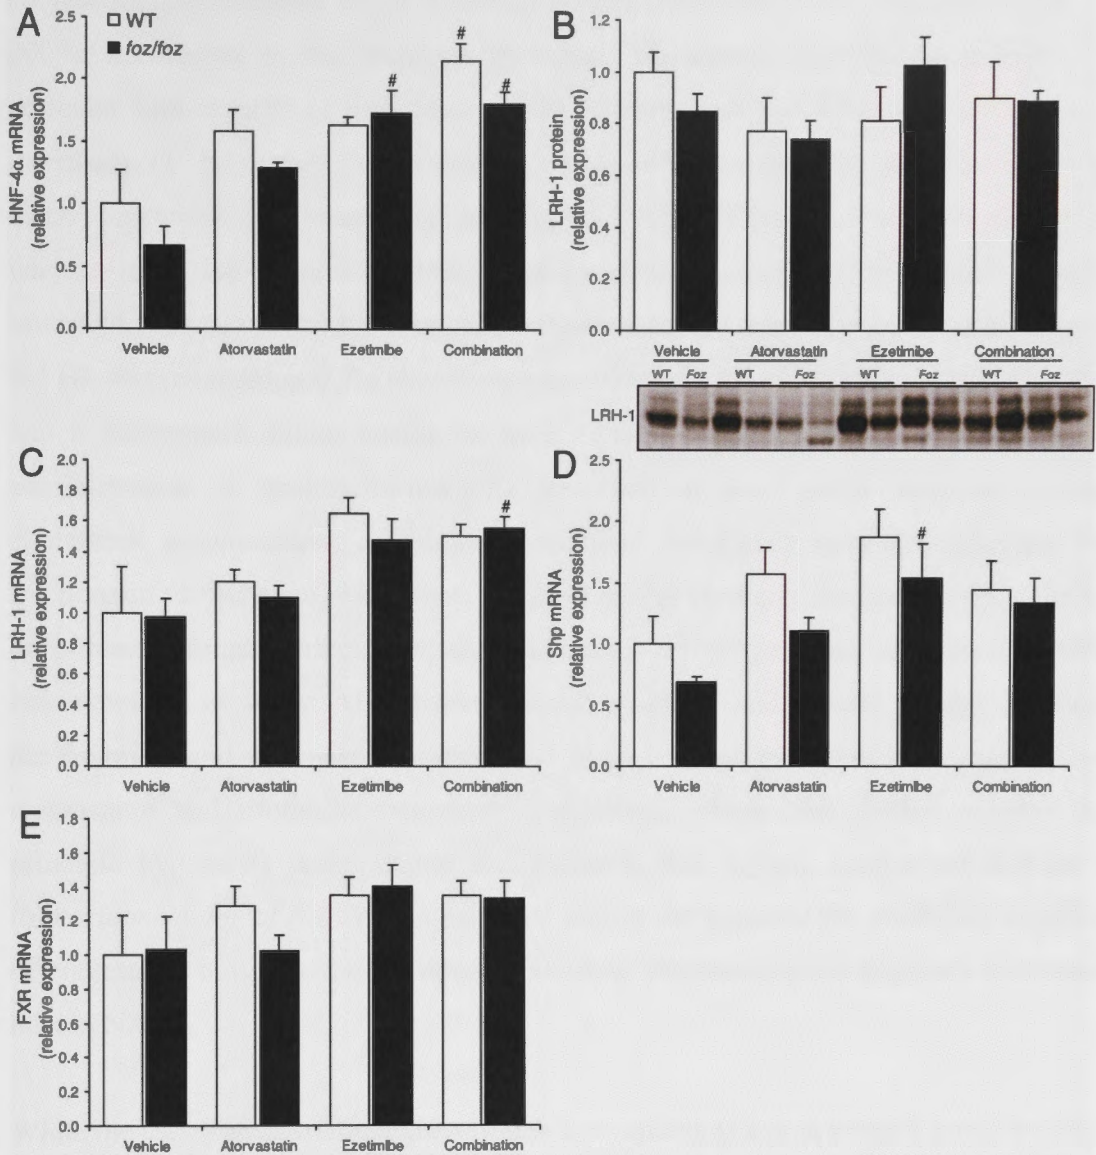 A
WT
foz/foz
HNF-4α mRNA
(relative expression)
2.5
2.0
1.5
1.0
0.5
0.0
#
#
#
Vehicle
Atorvastatin
Ezetimibe
Combination
B
LRH-1 protein
(relative expression)
1.2
1.0
0.8
0.6
0.4
0.2
0.0
Vehicle
Atorvastatin
Ezetimibe
Combination
WT Foz WT Foz WT Foz WT Foz
LRH-1
C
LRH-1 mRNA
(relative expression)
2.0
1.8
1.6
1.4
1.2
1.0
0.8
0.6
0.4
0.2
0.0
#
Vehicle
Atorvastatin
Ezetimibe
Combination
D
Shp mRNA
(relative expression)
2.5
2.0
1.5
1.0
0.5
0.0
#
Vehicle
Atorvastatin
Ezetimibe
Combination
E
FXR mRNA
(relative expression)
1.8
1.6
1.4
1.2
1.0
0.8
0.6
0.4
0.2
0.0
Vehicle
Atorvastatin
Ezetimibe
Combination